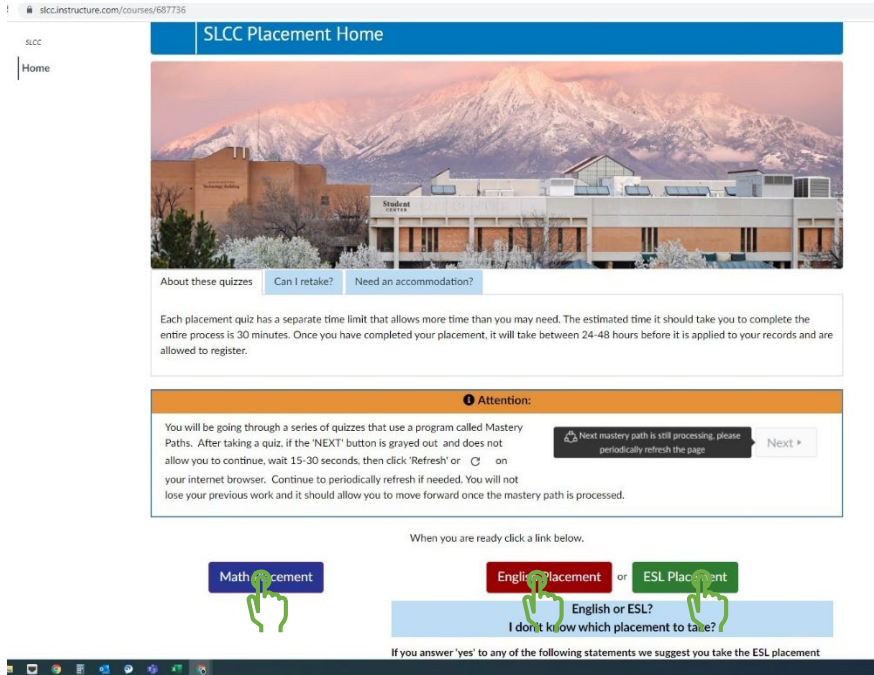 slcc.instructure.com/courses/687736
SLCC
SLCC Placement Home
Home
Student
CENTER
About these quizzes
Can I retake?
Need an accommodation?
Each placement quiz has a separate time limit that allows more time than you may need. The estimated time it should take you to complete the
entire process is 30 minutes. Once you have completed your placement, it will take between 24-48 hours before it is applied to your records and are
allowed to register.
Attention:
You will be going through a series of quizzes that use a program called Mastery
Paths. After taking a quiz, if the 'NEXT' button is grayed out and does not
allow you to continue, wait 15-30 seconds, then click 'Refresh' or on
your internet browser. Continue to periodically refresh if needed. You will not
lose your previous work and it should allow you to move forward once the mastery path is processed.
Next mastery path is still processing, please
periodically refresh the page
Next
When you are ready click a link below.
Math Placement
English Placement
or
ESL Placement
English or ESL?
I don't know which placement to take?
If you answer 'yes' to any of the following statements we suggest you take the ESL placement